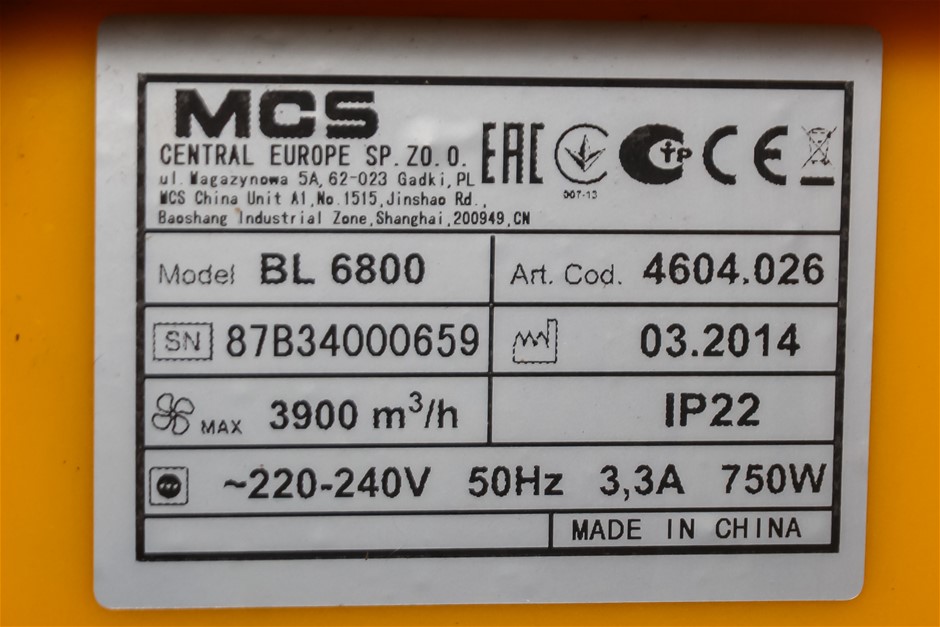 MCS
CENTRAL EUROPE SP. ZO.O.
ul. Magazynowa 5A, 62-023 Gadki, PL
MCS China Unit A1, No.1515, Jinshao Rd.,
Baoshang Industrial Zone, Shanghai, 200949, CN
EAC
007-13
CE
Model BL 6800
Art. Cod. 4604.026
SN 87B34000659
03.2014
MAX 3900 m³/h
IP22
~220-240V 50Hz 3,3A 750W
MADE IN CHINA